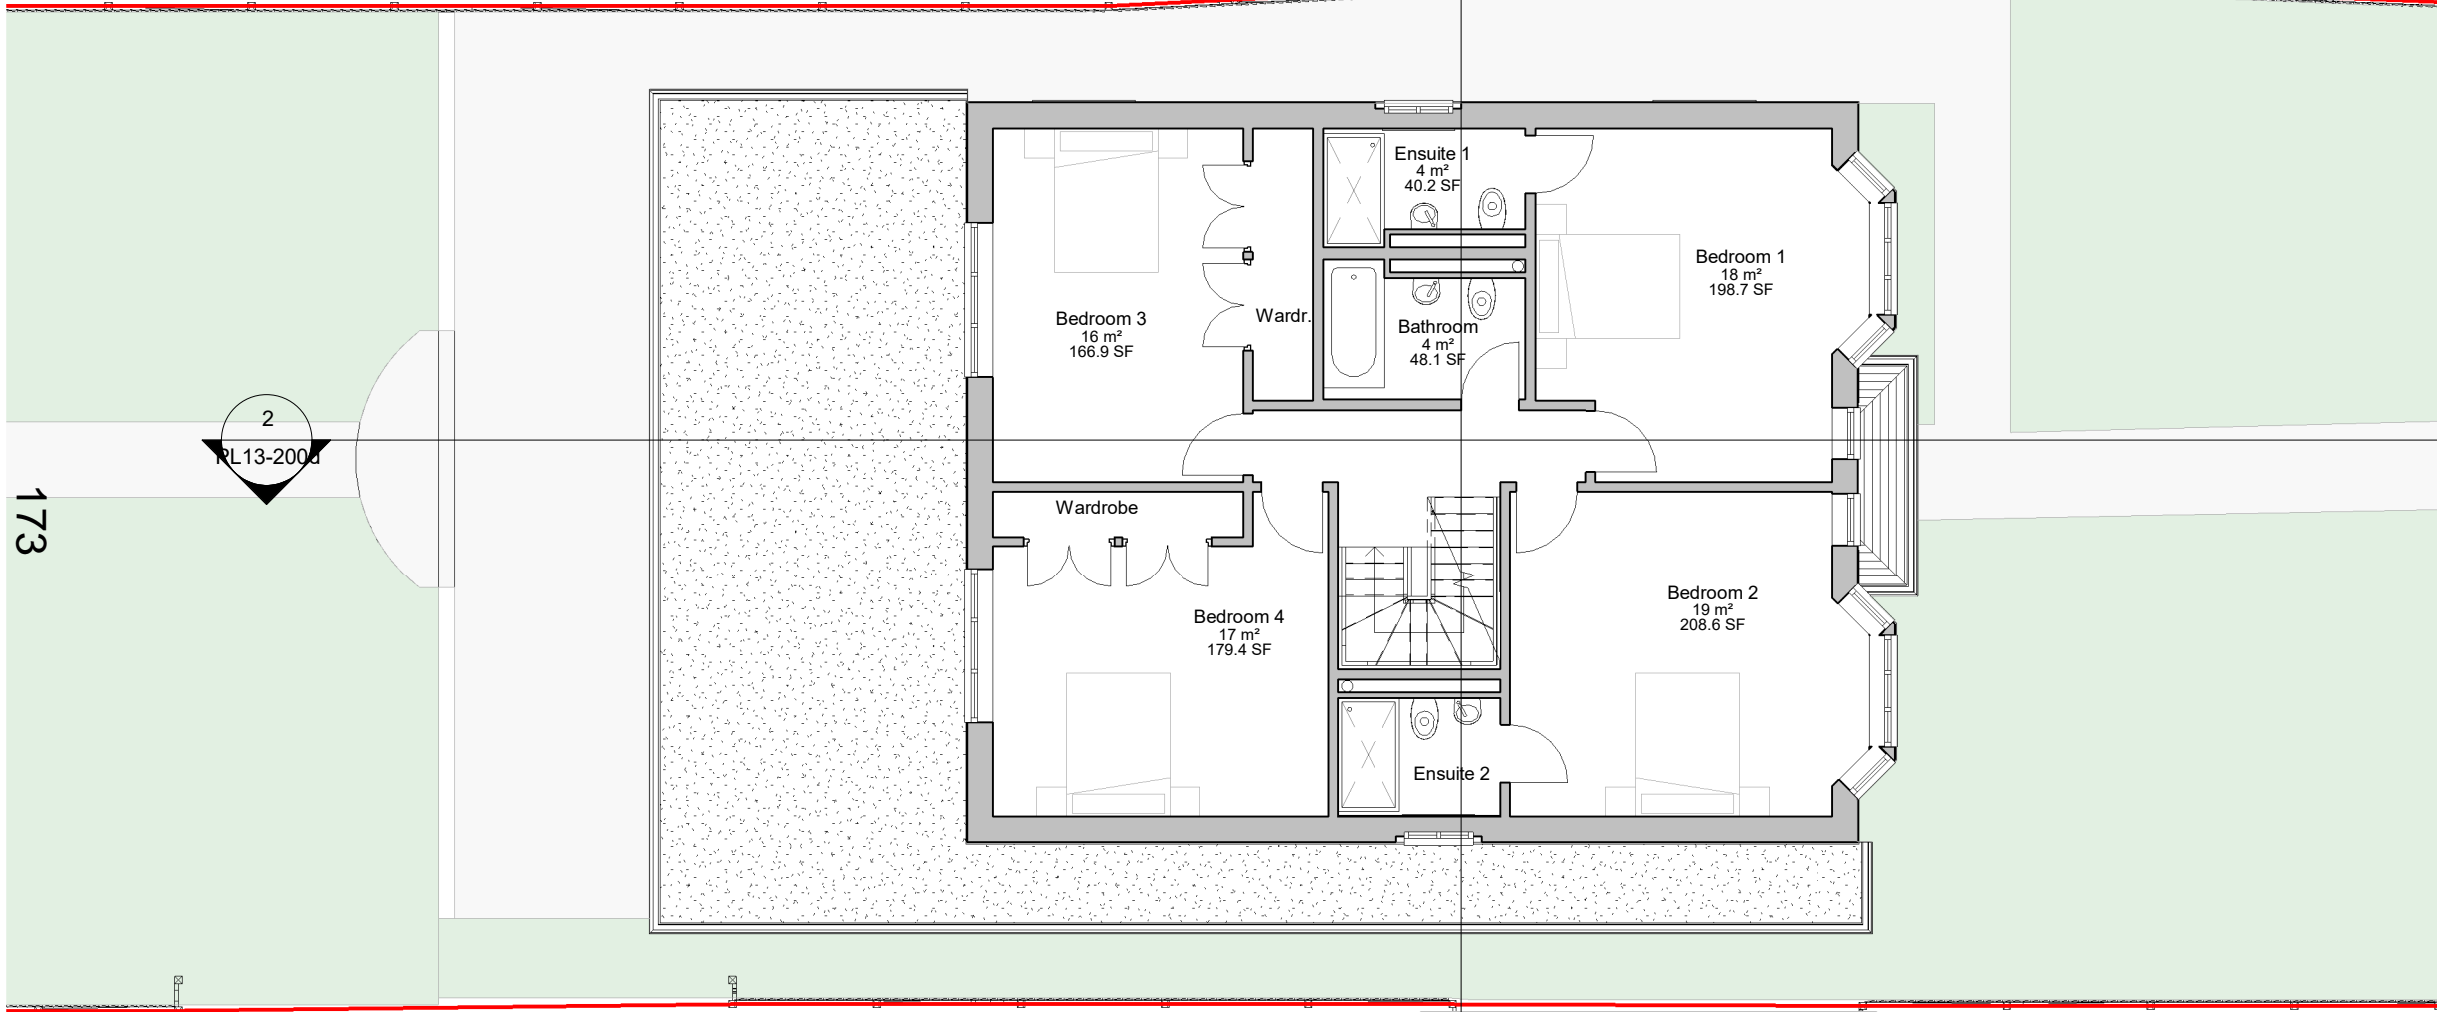 Ensuite 1
4 m²
40.2 SF
Bedroom 1
18 m²
198.7 SF
Bedroom 3
16 m²
166.9 SF
Wardr.
Bathroom
4 m²
48.1 SF
2
PL13-200d
173
Wardrobe
Bedroom 4
17 m²
179.4 SF
Bedroom 2
19 m²
208.6 SF
Ensuite 2